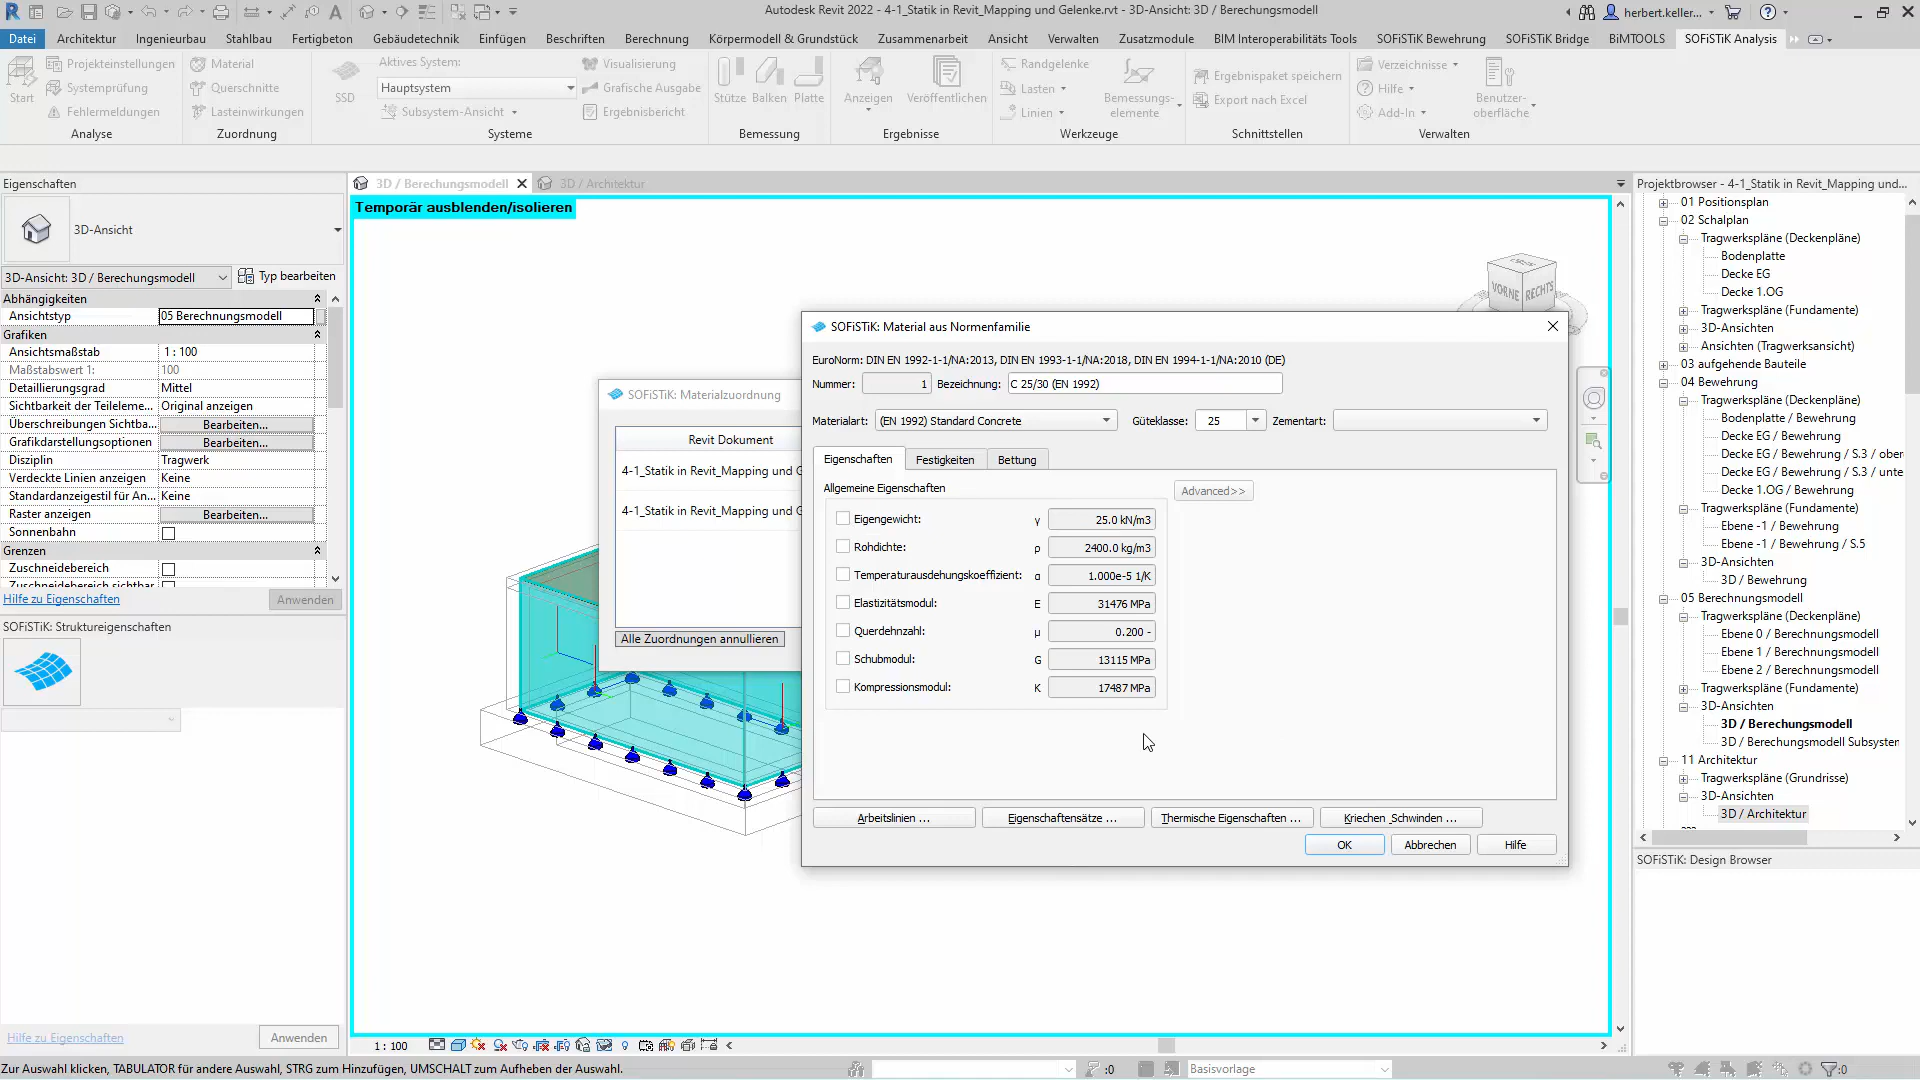 Autodesk Revit 2022 - 4-1_Statik in Revit_Mapping und Gelenke.rvt - 3D-Ansicht: 3D / Berechungsmodell
herbert.keller...
Datei Architektur Ingenieurbau Stahlbau Fertigbeton Gebäudetechnik Einfügen Beschriften Berechnung Körpermodell & Grundstück Zusammenarbeit Ansicht Verwalten Zusatzmodule BIM Interoperabilitäts Tools SOFiSTiK Bewehrung SOFiSTiK Bridge BiMTOOLS SOFiSTiK Analysis
Start
Projekteinstellungen
Systemprüfung
Fehlermeldungen
Analyse
Material
Querschnitte
Lasteinwirkungen
Zuordnung
SSD
Aktives System:
Hauptsystem
Subsystem-Ansicht
Visualisierung
Grafische Ausgabe
Ergebnisbericht
Systeme
Stütze Balken Platte
Bemessung
Anzeigen Veröffentlichen
Ergebnisse
Randgelenke
Lasten
Linien
Bemessungs-
elemente
Werkzeuge
Ergebnispaket speichern
Export nach Excel
Schnittstellen
Verzeichnisse
Hilfe
Add-In
Benutzer-
oberfläche
Verwalten
Eigenschaften
3D-Ansicht
3D-Ansicht: 3D / Berechungsmodell
Typ bearbeiten
Abhängigkeiten
Ansichtstyp 05 Berechnungsmodell
Grafiken
Ansichtsmaßstab 1 : 100
Maßstabswert 1: 100
Detaillierungsgrad Mittel
Sichtbarkeit der Teileleme... Original anzeigen
Überschreibungen Sichtba... Bearbeiten...
Grafikdarstellungsoptionen Bearbeiten...
Disziplin Tragwerk
Verdeckte Linien anzeigen Keine
Standardanzeigestil für An... Keine
Raster anzeigen Bearbeiten...
Sonnenbahn
Grenzen
Zuschneidebereich
Zuschneidebereich sichtbar
Hilfe zu Eigenschaften
Anwenden
SOFiSTiK: Struktureigenschaften
Hilfe zu Eigenschaften
Anwenden
3D / Berechungsmodell
3D / Architektur
Temporär ausblenden/isolieren
VORNE
RECHTS
SOFiSTiK: Materialzuordnung
Revit Dokument
4-1_Statik in Revit_Mapping und G
4-1_Statik in Revit_Mapping und G
Alle Zuordnungen annullieren
SOFiSTiK: Material aus Normenfamilie
EuroNorm: DIN EN 1992-1-1/NA:2013, DIN EN 1993-1-1/NA:2018, DIN EN 1994-1-1/NA:2010 (DE)
Nummer: 1 Bezeichnung: C 25/30 (EN 1992)
Materialart: (EN 1992) Standard Concrete Güteklasse: 25 Zementart:
Eigenschaften Festigkeiten Bettung
Allgemeine Eigenschaften
Advanced>>
Eigengewicht: γ 25.0 kN/m3
Rohdichte: ρ 2400.0 kg/m3
Temperaturausdehungskoeffizient: α 1.000e-5 1/K
Elastizitätsmodul: E 31476 MPa
Querdehnzahl: μ 0.200 -
Schubmodul: G 13115 MPa
Kompressionsmodul: K 17487 MPa
Arbeitslinien ... Eigenschaftensätze ... Thermische Eigenschaften ... Kriechen _Schwinden ...
OK Abbrechen Hilfe
Projektbrowser - 4-1_Statik in Revit_Mapping und...
01 Positionsplan
02 Schalplan
Tragwerkspläne (Deckenpläne)
Bodenplatte
Decke EG
Decke 1.OG
Tragwerkspläne (Fundamente)
3D-Ansichten
Ansichten (Tragwerksansicht)
03 aufgehende Bauteile
04 Bewehrung
Tragwerkspläne (Deckenpläne)
Bodenplatte / Bewehrung
Decke EG / Bewehrung
Decke EG / Bewehrung / S.3 / ober
Decke EG / Bewehrung / S.3 / unte
Decke 1.OG / Bewehrung
Tragwerkspläne (Fundamente)
Ebene -1 / Bewehrung
Ebene -1 / Bewehrung / S.5
3D-Ansichten
3D / Bewehrung
05 Berechnungsmodell
Tragwerkspläne (Deckenpläne)
Ebene 0 / Berechnungsmodell
Ebene 1 / Berechnungsmodell
Ebene 2 / Berechnungsmodell
Tragwerkspläne (Fundamente)
3D-Ansichten
3D / Berechungsmodell
3D / Berechungsmodell Subsystem
11 Architektur
Tragwerkspläne (Grundrisse)
3D-Ansichten
3D / Architektur
???
SOFiSTiK: Design Browser
1 : 100
Zur Auswahl klicken, TABULATOR für andere Auswahl, STRG zum Hinzufügen, UMSCHALT zum Aufheben der Auswahl.
:0
Basisvorlage
:0